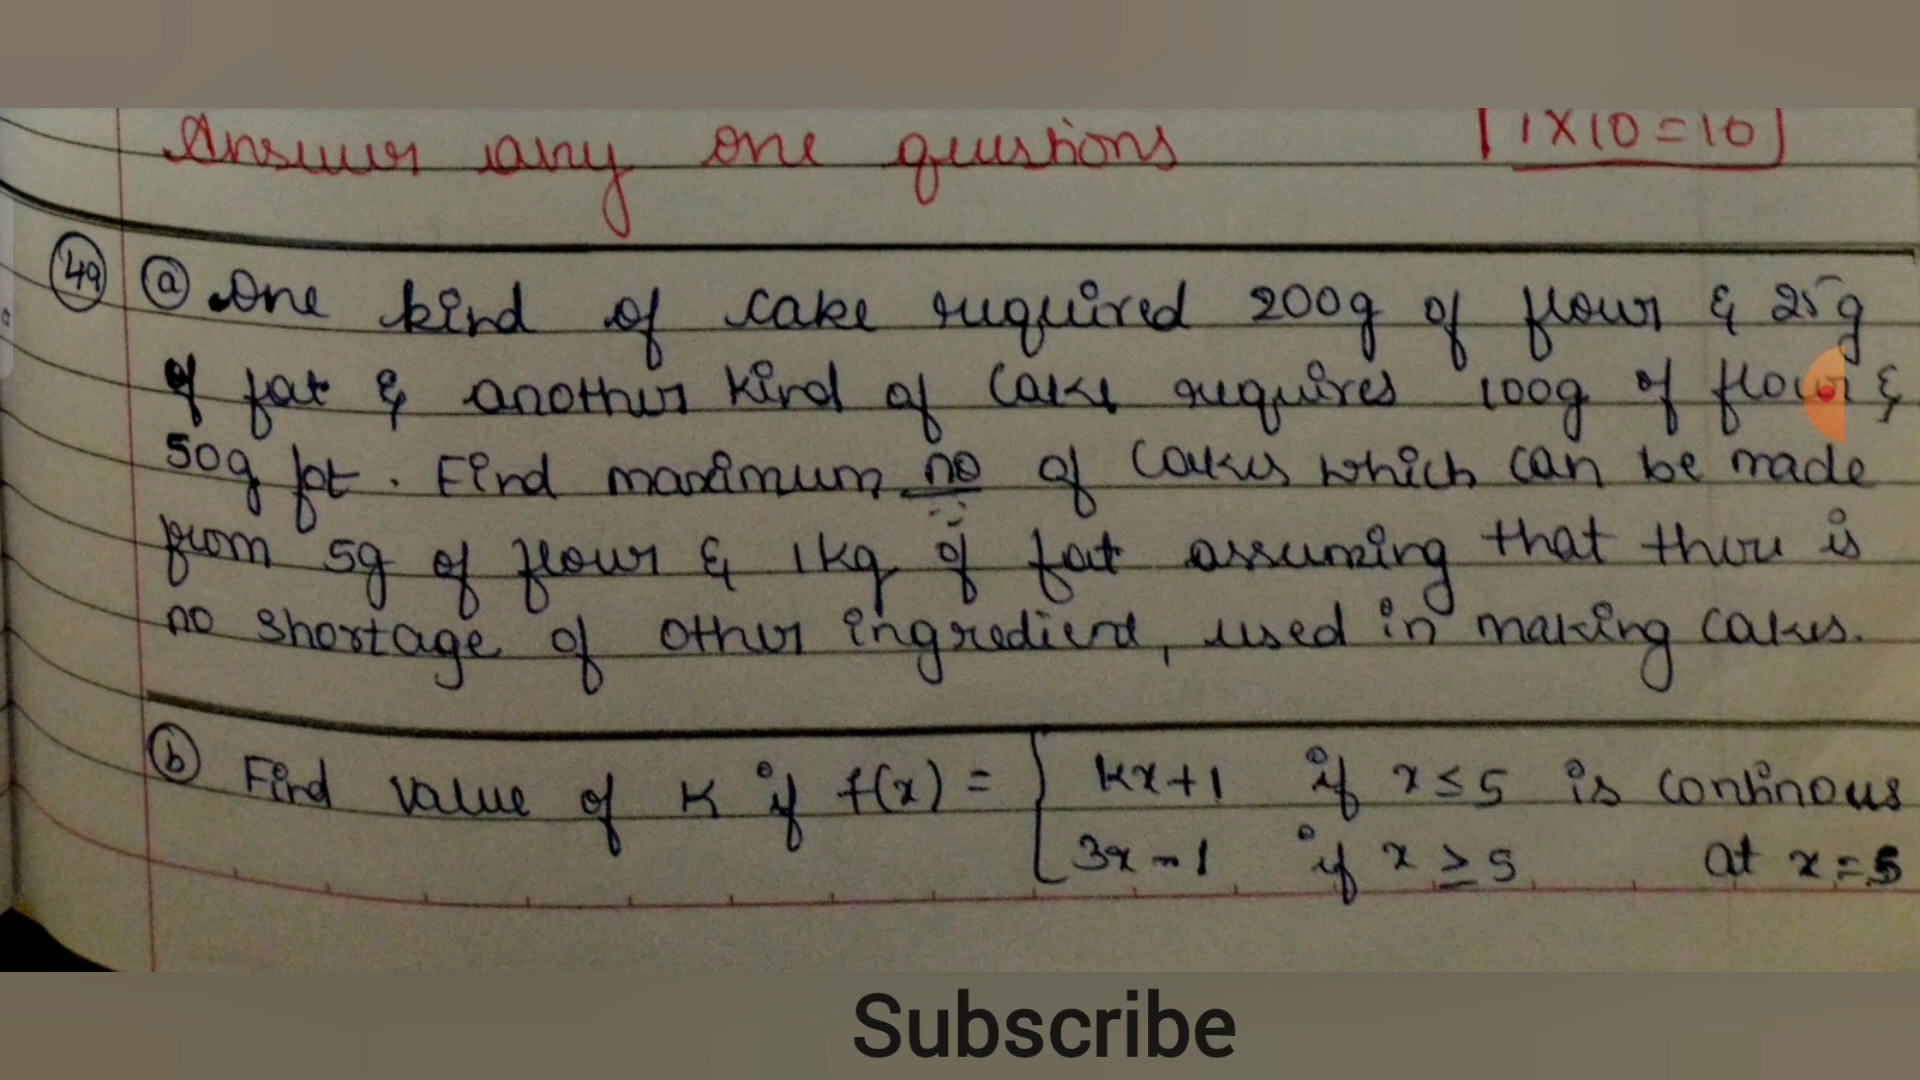 Answer any one questions [1X10=10]
49 a One kind of cake required 200g of flour & 25g
of fat & another kind of cake requires 100g of flour &
50g fat. Find maximum no of cakes which can be made
from 5g of flour & 1kg of fat assuming that there is
no shortage of other ingredient, used in making cakes.
b Find value of K if f(x) = { kx+1 if x ≤ 5 is continous
3x-1 if x ≥ 5 at x=5
Subscribe